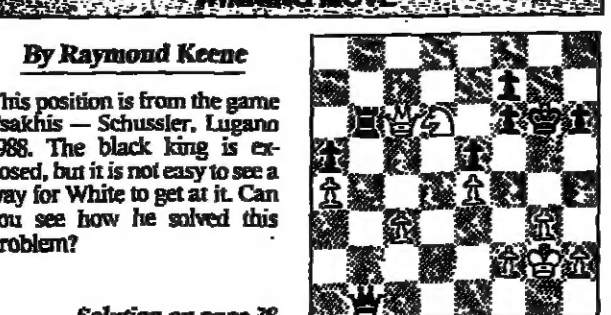 By Raymond Keene
his position is from the game
sakhis — Schussler, Lugano
988. The black king is ex-
osed, but it is not easy to see a
way for White to get at it. Can
ou see how he solved this
problem?
Solution on page